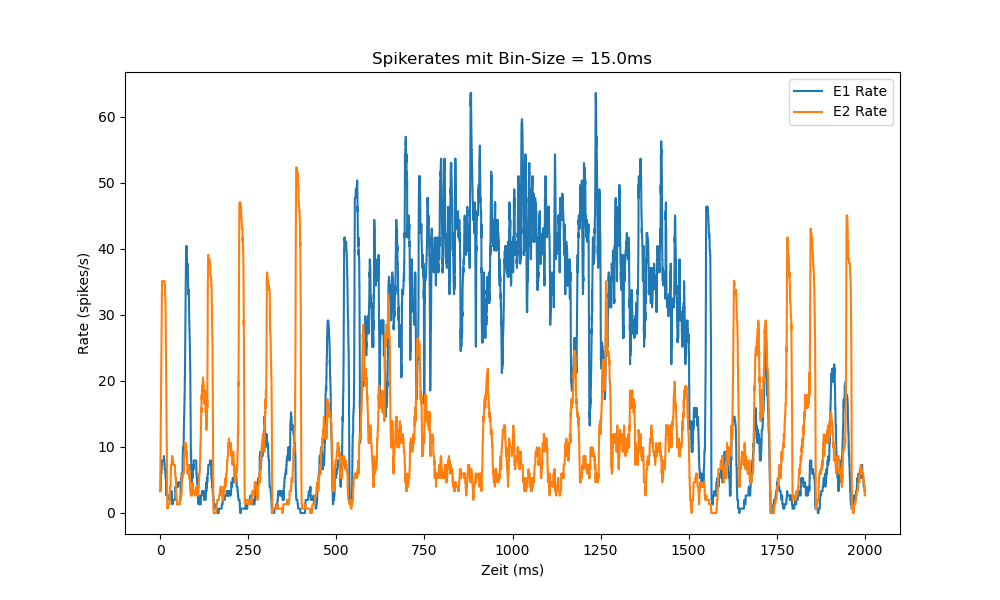 Spikerates mit Bin-Size = 15.0ms
E1 Rate
E2 Rate
Rate (spikes/s)
60
50
40
30
20
10
0
0 250 500 750 1000 1250 1500 1750 2000
Zeit (ms)